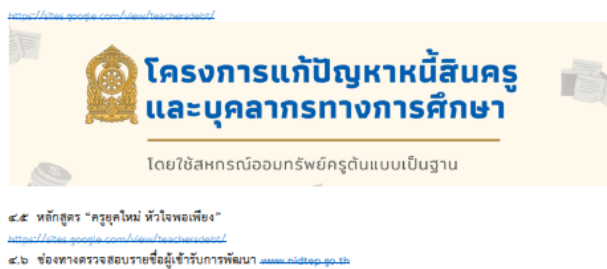 https://sites.google.com/view/teachersdebt/
โครงการแก้ปัญหาหนี้สินครู
และบุคลากรทางการศึกษา
โดยใช้สหกรณ์ออมทรัพย์ครูต้นแบบเป็นฐาน
๔.๕ หลักสูตร “ครูยุคใหม่ หัวใจพอเพียง”
https://sites.google.com/view/teachersdebt/
๔.๖ ช่องทางตรวจสอบรายชื่อผู้เข้ารับการพัฒนา www.nidtep.go.th